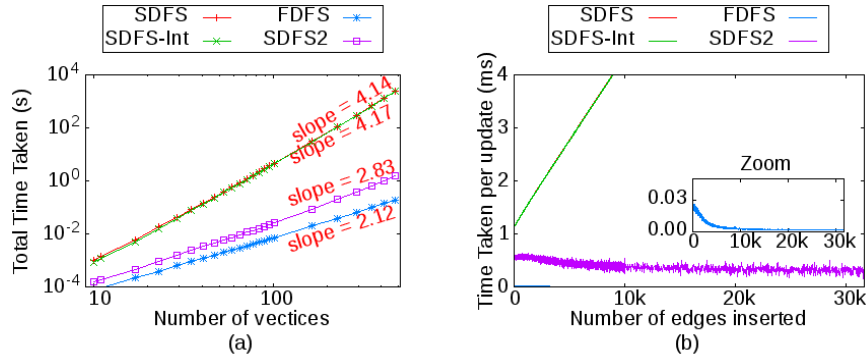 SDFS
FDFS
SDFS-Int
SDFS2
Total Time Taken (s)
10^4
10^2
10^0
10^-2
10^-4
slope = 4.14
slope = 4.17
slope = 2.83
slope = 2.12
10
100
Number of vectices
(a)
SDFS
FDFS
SDFS-Int
SDFS2
Time Taken per update (ms)
4
3
2
1
0
Zoom
0.03
0.00
0
10k
20k
30k
0
10k
20k
30k
Number of edges inserted
(b)